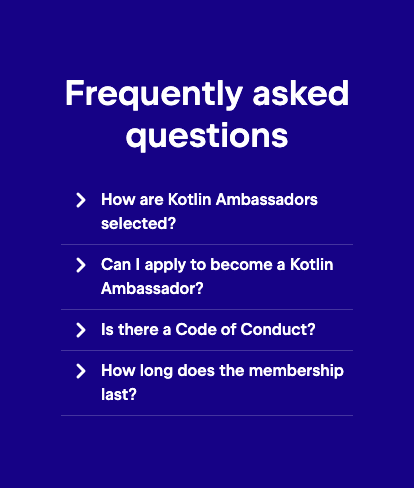 Frequently asked
questions
How are Kotlin Ambassadors
selected?
Can I apply to become a Kotlin
Ambassador?
Is there a Code of Conduct?
How long does the membership
last?